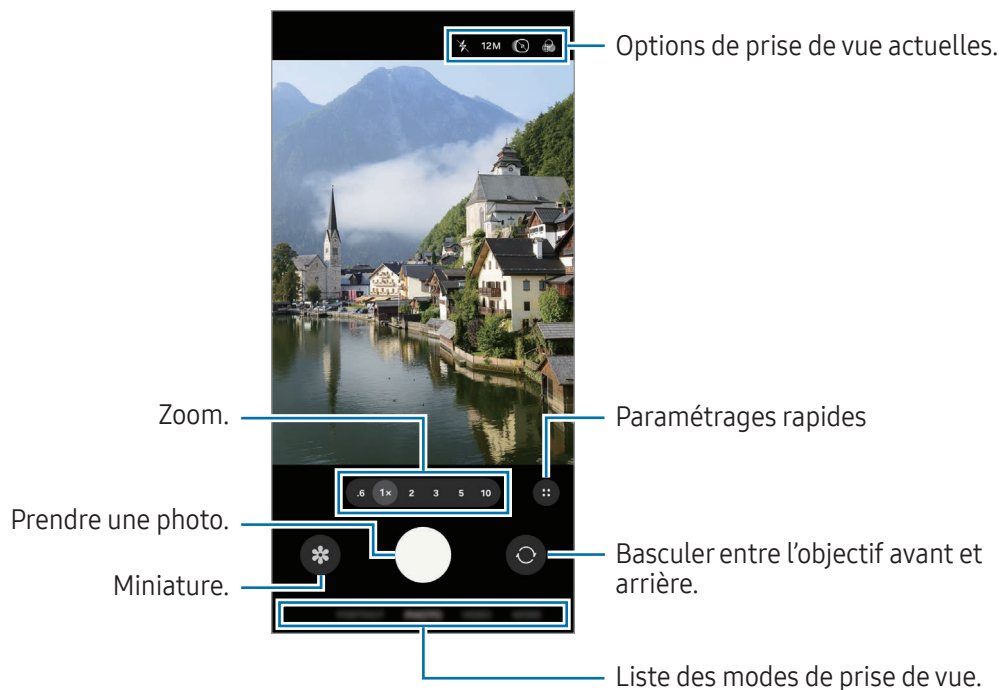 12M
Options de prise de vue actuelles.
Zoom.
Paramétrages rapides
.6 1× 2 3 5 10
Prendre une photo.
Basculer entre l’objectif avant et
arrière.
Miniature.
Liste des modes de prise de vue.